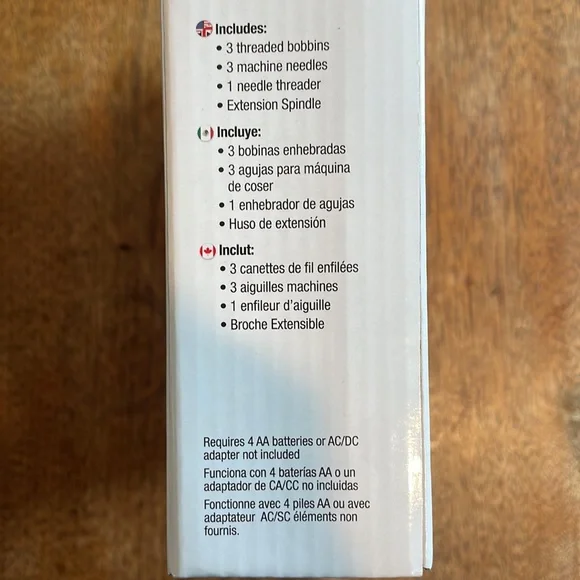 Includes:
• 3 threaded bobbins
• 3 machine needles
• 1 needle threader
• Extension Spindle
Incluye:
• 3 bobinas enhebradas
• 3 agujas para máquina
de coser
• 1 enhebrador de agujas
• Huso de extensión
Inclut:
• 3 canettes de fil enfilées
• 3 aiguilles machines
• 1 enfileur d'aiguille
• Broche Extensible
Requires 4 AA batteries or AC/DC
adapter not included
Funciona con 4 baterías AA o un
adaptador de CA/CC no incluidas
Fonctionne avec 4 piles AA ou avec
adaptateur AC/SC éléments non
fournis.